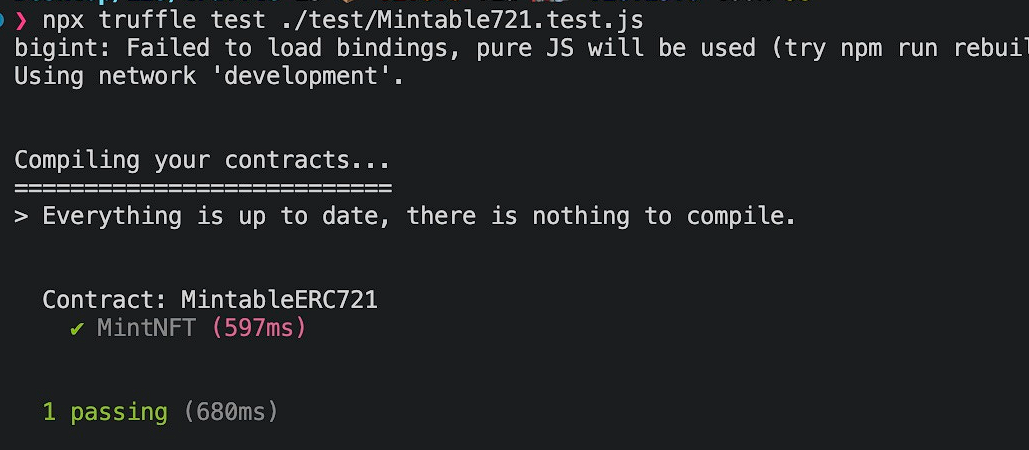 ❯ npx truffle test ./test/Mintable721.test.js
bigint: Failed to load bindings, pure JS will be used (try npm run rebui
Using network 'development'.
Compiling your contracts...
===========================
> Everything is up to date, there is nothing to compile.
Contract: MintableERC721
✔ MintNFT (597ms)
1 passing (680ms)